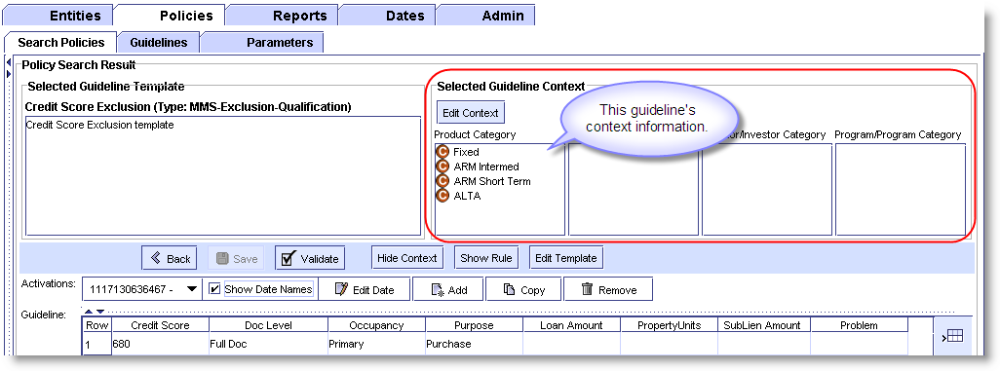 Entities Policies Reports Dates Admin
Search Policies Guidelines Parameters
Policy Search Result
Selected Guideline Template
Credit Score Exclusion (Type: MMS-Exclusion-Qualification)
Credit Score Exclusion template
Selected Guideline Context
Edit Context
This guideline's
context information.
Product Category or/Investor Category Program/Program Category
C Fixed
C ARM Intermed
C ARM Short Term
C ALTA
Back Save Validate Hide Context Show Rule Edit Template
Activations: 1117130636467 - Show Date Names Edit Date Add Copy Remove
Guideline:
Row Credit Score Doc Level Occupancy Purpose Loan Amount PropertyUnits SubLien Amount Problem
1 680 Full Doc Primary Purchase